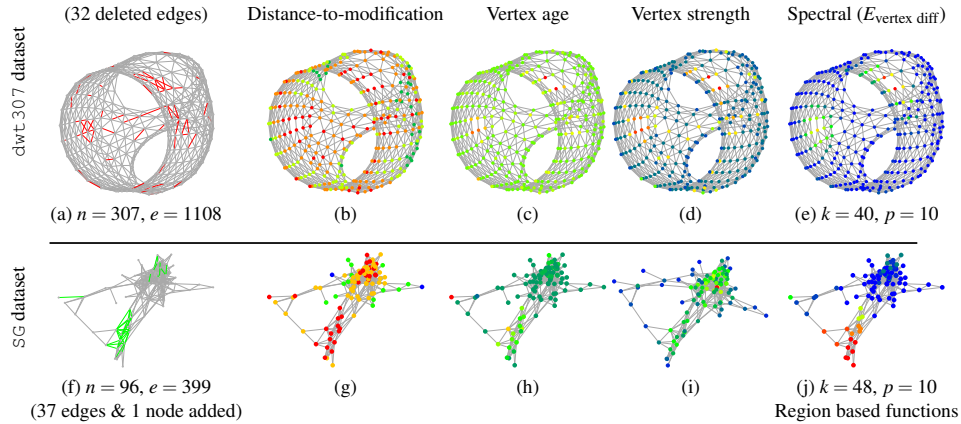 (32 deleted edges) Distance-to-modification Vertex age Vertex strength Spectral (E_vertex diff)
dwt307 dataset
(a) n = 307, e = 1108 (b) (c) (d) (e) k = 40, p = 10
SG dataset
(f) n = 96, e = 399 (g) (h) (i) (j) k = 48, p = 10
(37 edges & 1 node added) Region based functions